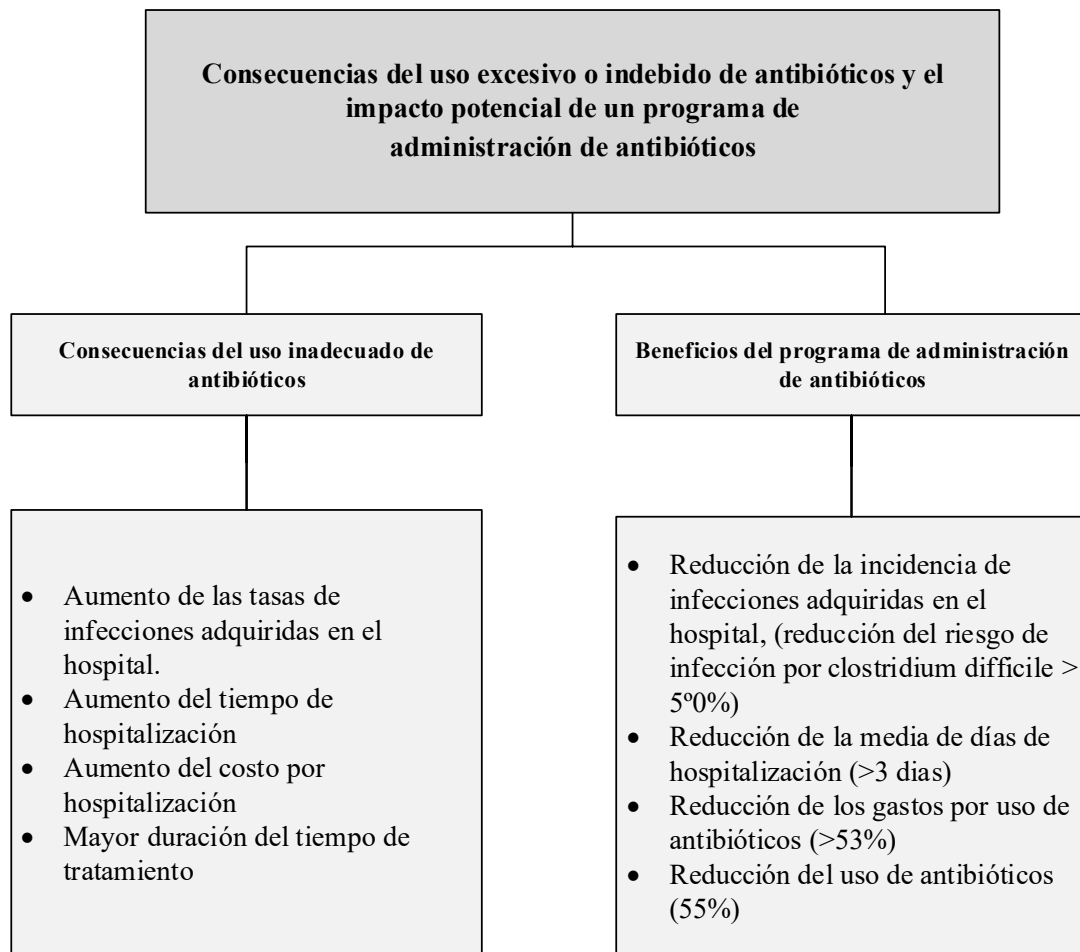 Consecuencias del uso excesivo o indebido de antibióticos y el
impacto potencial de un programa de
administración de antibióticos
Consecuencias del uso inadecuado de
antibióticos
Beneficios del programa de administración
de antibióticos
• Aumento de las tasas de
infecciones adquiridas en el
hospital.
• Aumento del tiempo de
hospitalización
• Aumento del costo por
hospitalización
• Mayor duración del tiempo de
tratamiento
• Reducción de la incidencia de
infecciones adquiridas en el
hospital, (reducción del riesgo de
infección por clostridium difficile >
5º0%)
• Reducción de la media de días de
hospitalización (>3 dias)
• Reducción de los gastos por uso de
antibióticos (>53%)
• Reducción del uso de antibióticos
(55%)